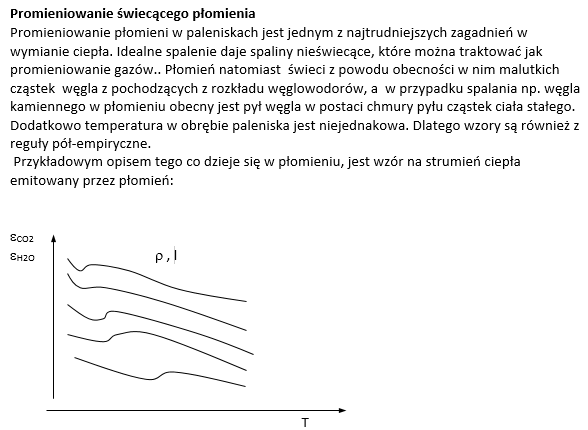 Promieniowanie świecącego płomienia
Promieniowanie płomieni w paleniskach jest jednym z najtrudniejszych zagadnień w
wymianie ciepła. Idealne spalenie daje spaliny nieświecące, które można traktować jak
promieniowanie gazów.. Płomień natomiast  świeci z powodu obecności w nim malutkich
cząstek  węgla z pochodzących z rozkładu węglowodorów, a  w przypadku spalania np. węgla
kamiennego w płomieniu obecny jest pył węgla w postaci chmury pyłu cząstek ciała stałego.
Dodatkowo temperatura w obrębie paleniska jest niejednakowa. Dlatego wzory są również z
reguły pół-empiryczne.
Przykładowym opisem tego co dzieje się w płomieniu, jest wzór na strumień ciepła
emitowany przez płomień:
εCO2
εH2O
ρ , l
T